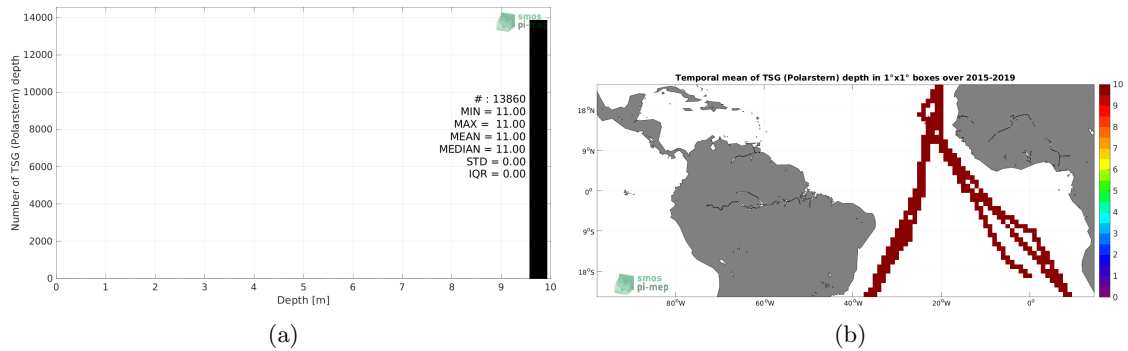 14000
12000
10000
8000
6000
4000
2000
0
Number of TSG (Polarstern) depth
smos
pi-mep
# : 13860
MIN = 11.00
MAX = 11.00
MEAN = 11.00
MEDIAN = 11.00
STD = 0.00
IQR = 0.00
0 1 2 3 4 5 6 7 8 9 10
Depth [m]
(a)
Temporal mean of TSG (Polarstern) depth in 1°x1° boxes over 2015-2019
18°N
9°N
0°
9°S
18°S
80°W 60°W 40°W 20°W 0°
smos
pi-mep
10
9
8
7
6
5
4
3
2
1
0
(b)